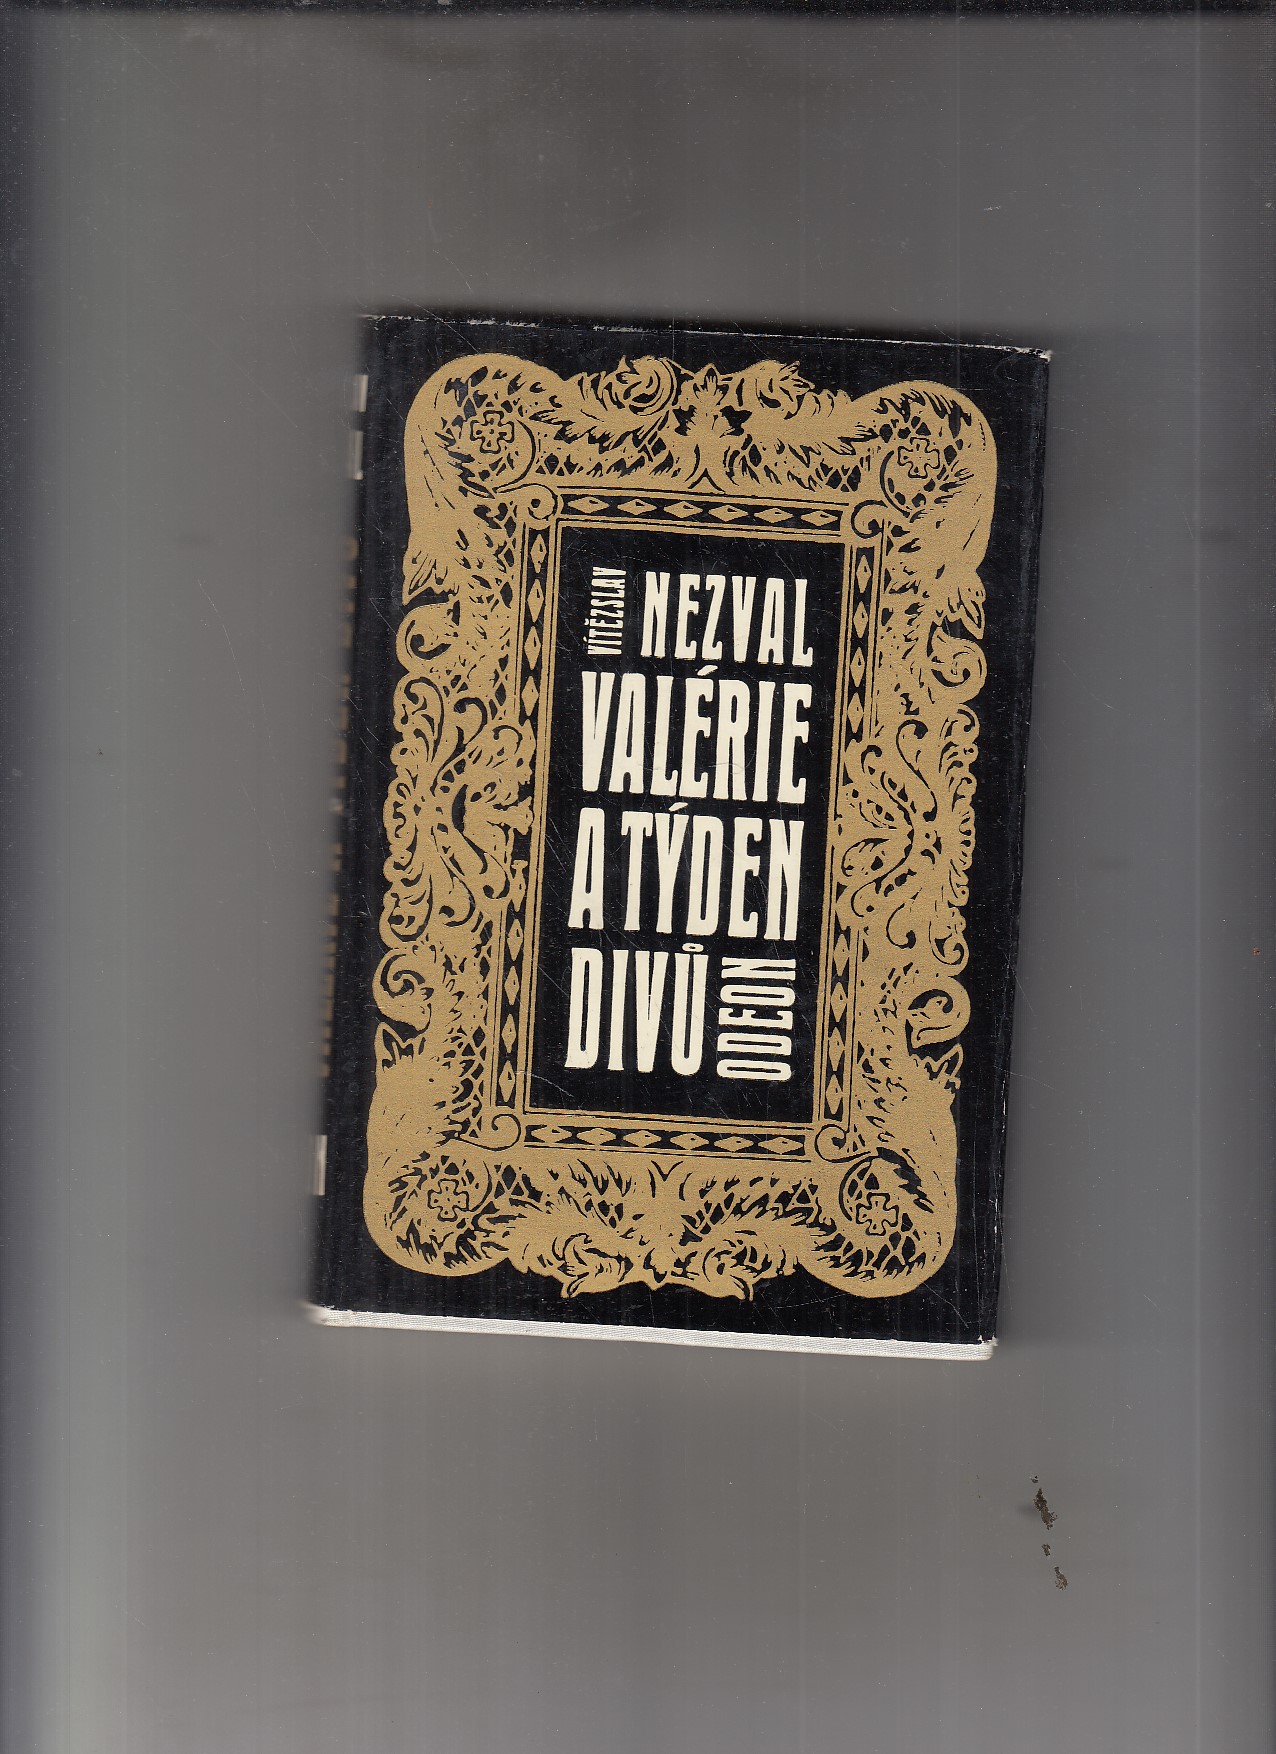 VÍTĚZSLAV
NEZVAL
VALÉRIE
A TÝDEN
DIVŮ
ODEON